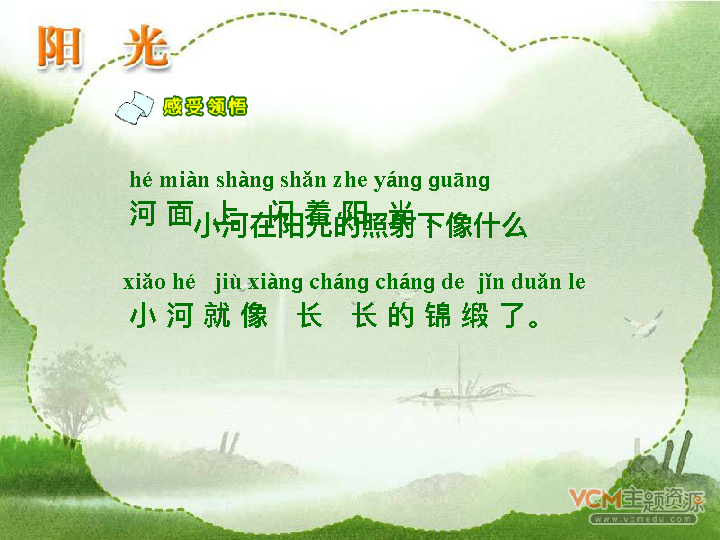 阳 光
感受领悟
hé miàn shàng shǎn zhe yáng guāng
河 面 上 闪 着 阳 光
小河在阳光的照射下像什么
xiǎo hé jiù xiàng cháng cháng de jǐn duǎn le
小 河 就 像 长 长 的 锦 缎 了。
VCM主题资源
www.vcmedu.com